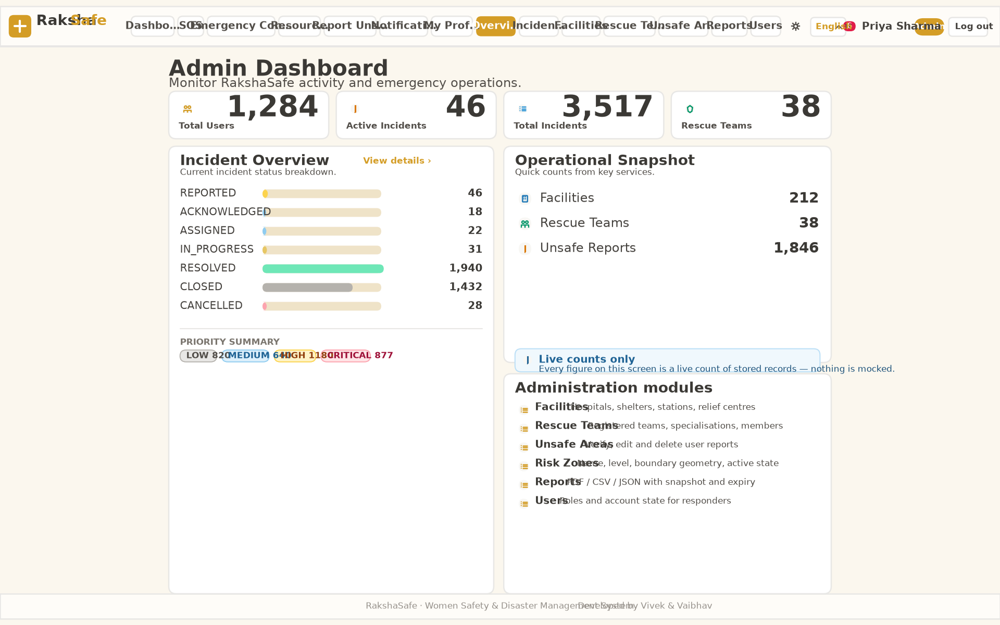 RakshaSafe
Dashbo... SOS Emergency Con... Resourc... Report Uns... Notificati... My Prof... Overvi... Inciden... Facilities Rescue Te... Unsafe Ar... Reports Users English 6 Priya Sharma Log out
Admin Dashboard
Monitor RakshaSafe activity and emergency operations.
1,284
Total Users
46
Active Incidents
3,517
Total Incidents
38
Rescue Teams
Incident Overview
View details ›
Current incident status breakdown.
REPORTED 46
ACKNOWLEDGED 18
ASSIGNED 22
IN_PROGRESS 31
RESOLVED 1,940
CLOSED 1,432
CANCELLED 28
PRIORITY SUMMARY
LOW 820 MEDIUM 640 HIGH 1180 CRITICAL 877
Operational Snapshot
Quick counts from key services.
Facilities 212
Rescue Teams 38
Unsafe Reports 1,846
Live counts only
Every figure on this screen is a live count of stored records — nothing is mocked.
Administration modules
Facilities Hospitals, shelters, stations, relief centres
Rescue Teams Registered teams, specialisations, members
Unsafe Areas Verify, edit and delete user reports
Risk Zones Name, level, boundary geometry, active state
Reports PDF / CSV / JSON with snapshot and expiry
Users Roles and account state for responders
RakshaSafe · Women Safety & Disaster Management System
Developed by Vivek & Vaibhav